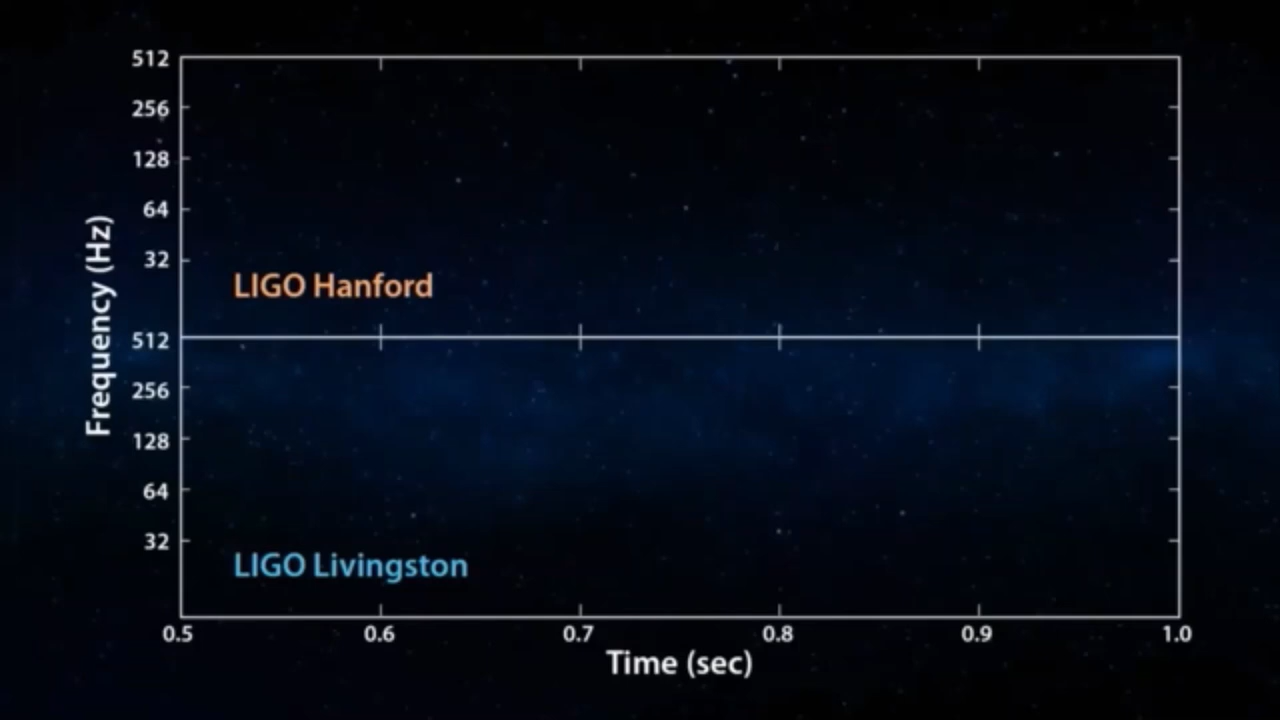 512
256
128
64
32
LIGO Hanford
512
256
128
64
32
LIGO Livingston
Frequency (Hz)
0.5 0.6 0.7 0.8 0.9 1.0
Time (sec)